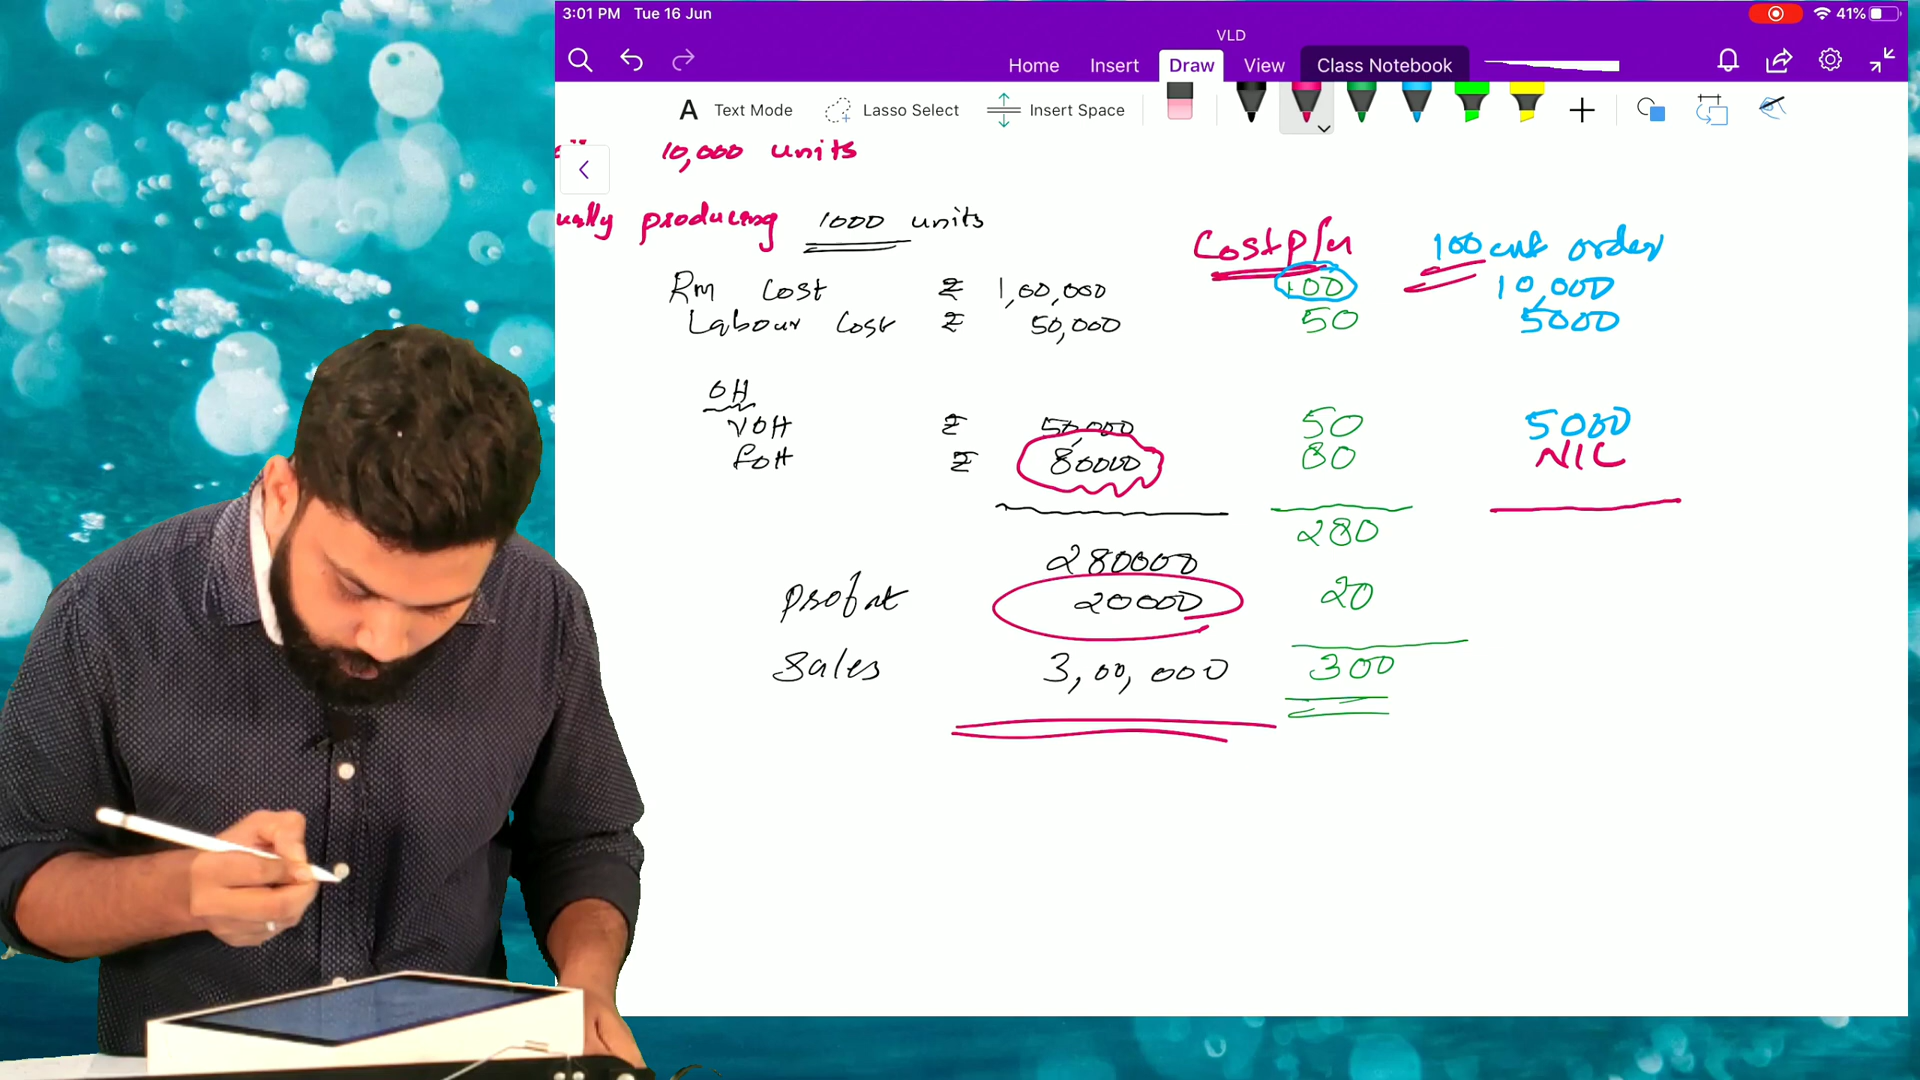 3:01 PM Tue 16 Jun 41%
VLD
Home Insert Draw View Class Notebook
A Text Mode Lasso Select Insert Space
10,000 units
ually producing 1000 units
Cost P/u 100 unit order
Rm Cost ₹ 1,00,000 100 10,000
Labour Cost ₹ 50,000 50 5000
OH
VOH ₹ 50,000 50 5000
FOH ₹ 80000 80 NIL
280000 280
Profit 20000 20
Sales 3,00,000 300